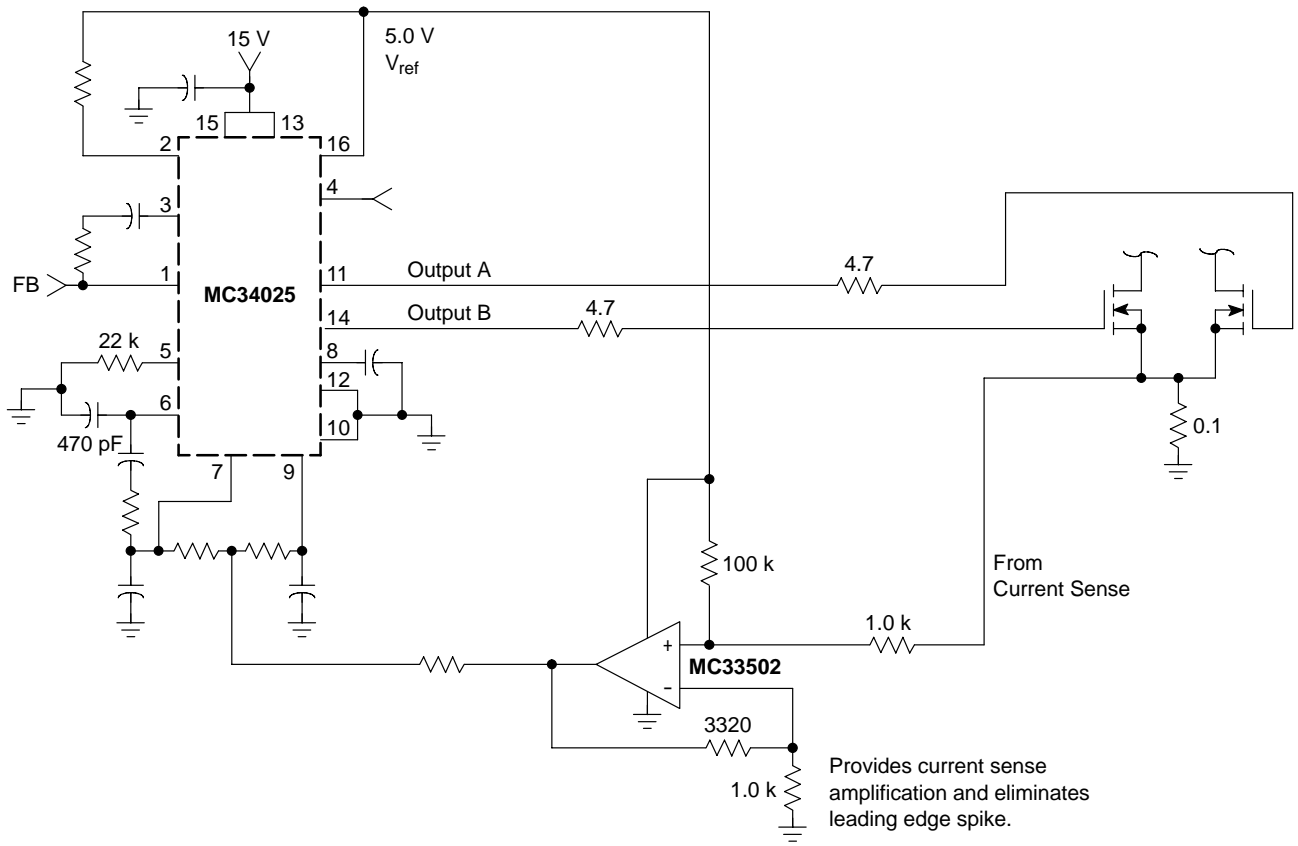 15 V
5.0 V
Vref
15
13
2
16
4
3
FB
1
MC34025
11
Output A
4.7
14
Output B
4.7
22 k
5
8
12
6
10
470 pF
7
9
0.1
100 k
From
Current Sense
1.0 k
+
MC33502
-
3320
1.0 k
Provides current sense
amplification and eliminates
leading edge spike.